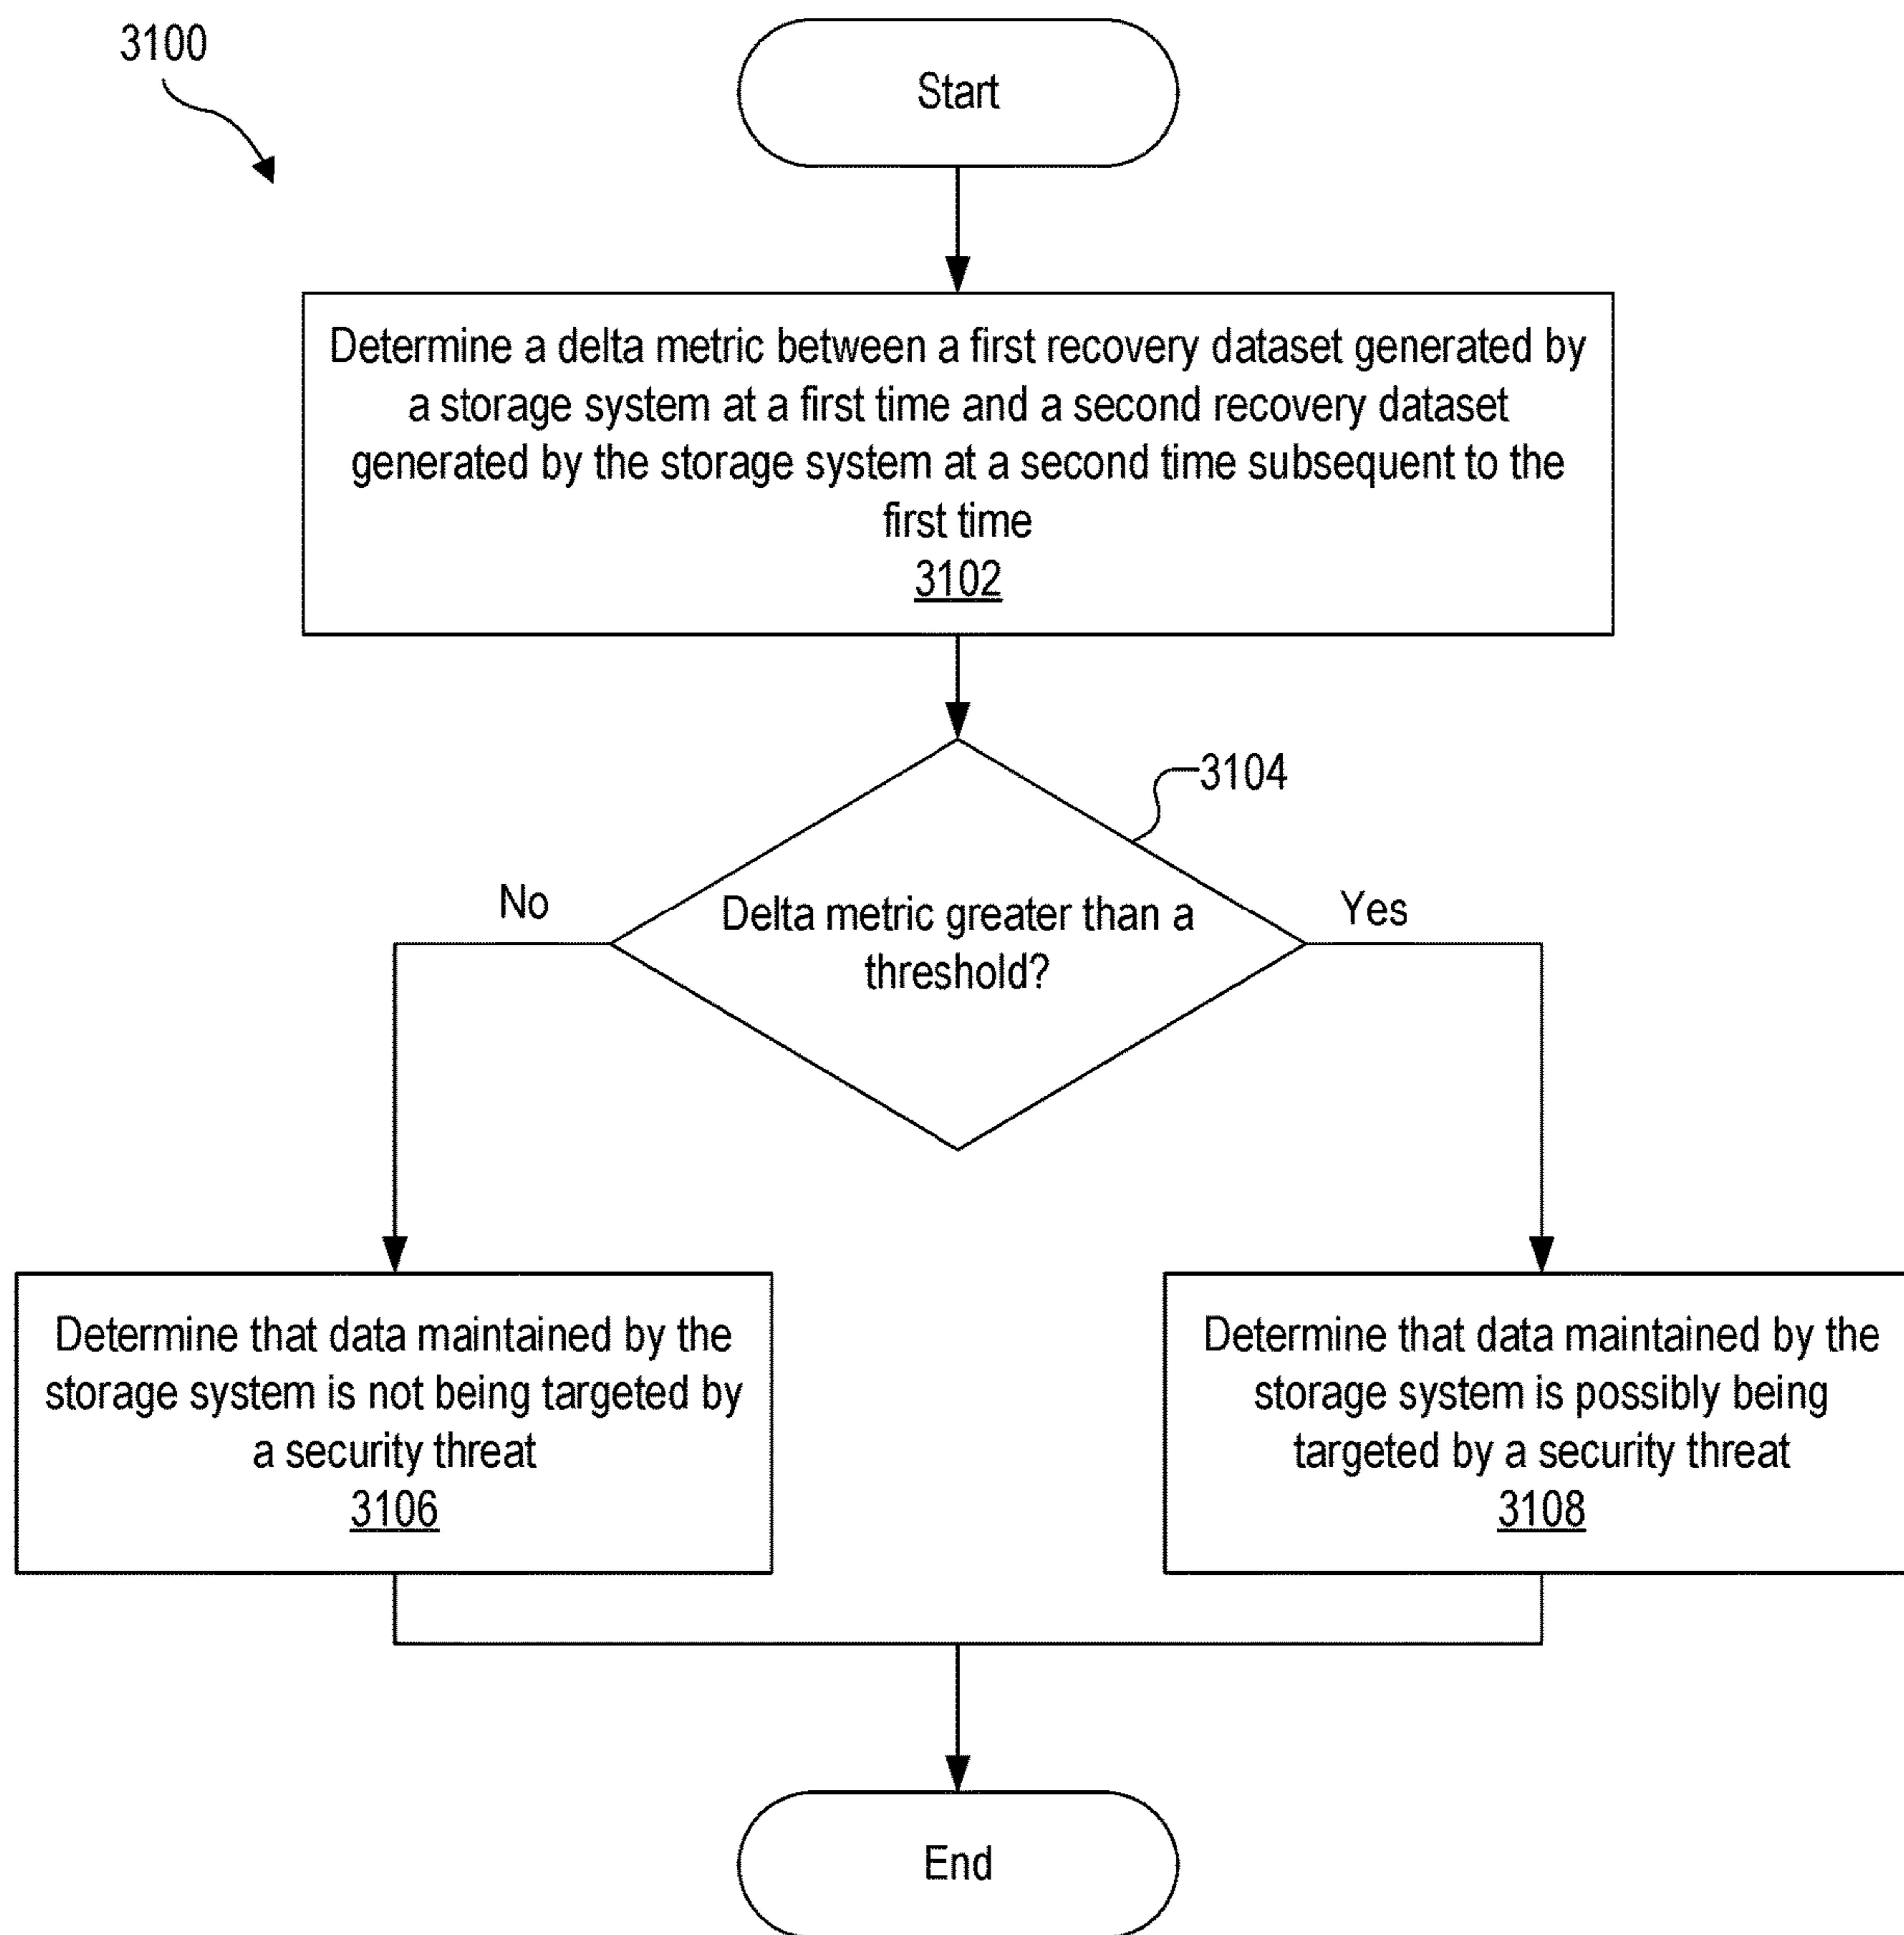 3100
Start
Determine a delta metric between a first recovery dataset generated by
a storage system at a first time and a second recovery dataset
generated by the storage system at a second time subsequent to the
first time
3102
3104
No
Yes
Delta metric greater than a
threshold?
Determine that data maintained by the
storage system is not being targeted by
a security threat
3106
Determine that data maintained by the
storage system is possibly being
targeted by a security threat
3108
End